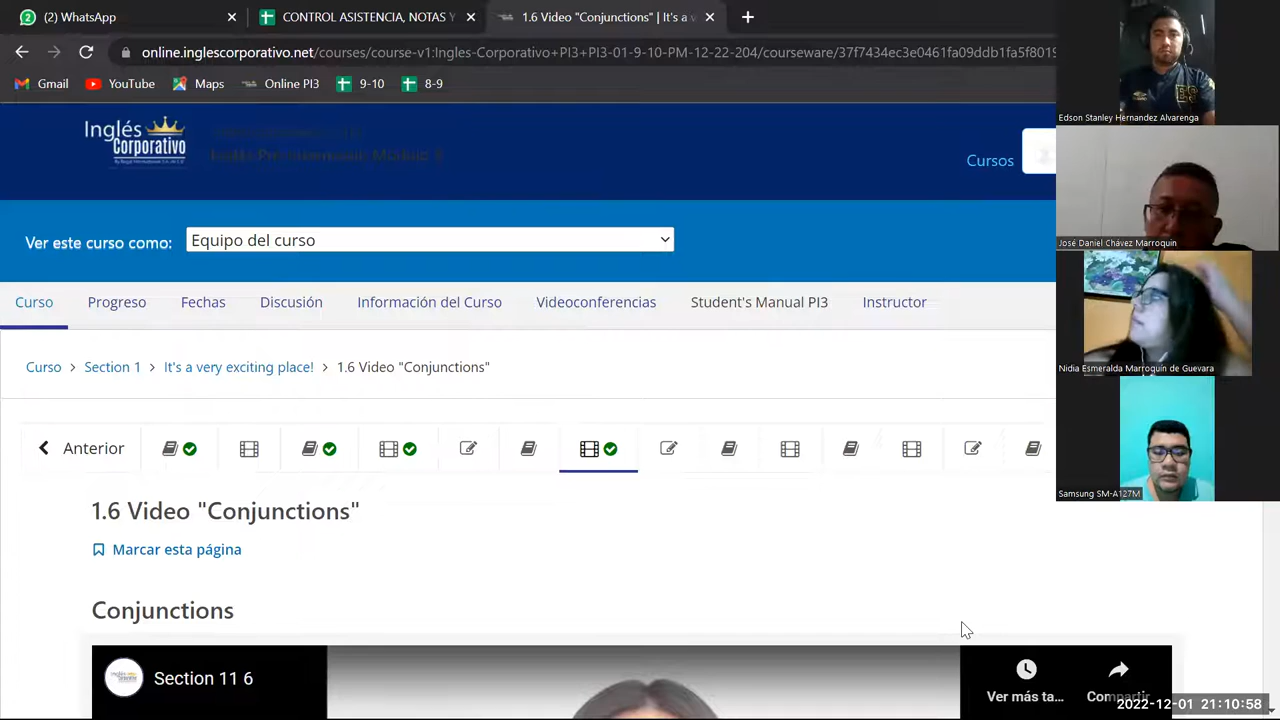 (2) WhatsApp
CONTROL ASISTENCIA, NOTAS Y
1.6 Video "Conjunctions" | It's a v
online.inglescorporativo.net/courses/course-v1:Ingles-Corporativo+PI3+PI3-01-9-10-PM-12-22.204/courseware/37f743
Gmail
YouTube
Maps
Online PI3
9-10
8-9
Inglés
Corporativo
Cursos
Ver este curso como:
Equipo del curso
Curso
Progreso
Fechas
Discusión
Información del Curso
Videoconferencias
Student's Manual PI3
Instructor
Curso > Section 1 > It's a very exciting place! > 1.6 Video "Conjunctions"
Anterior
1.6 Video "Conjunctions"
Marcar esta página
Conjunctions
Inglés
Section 11 6
Ver más ta...
Compartir
Edson Stanley Hernandez Alvarenga
José Daniel Chávez Marroquin
Nidia Esmeralda Marroquín de Guevara
Samsung SM-A127M
2022-12-01 21:10:58